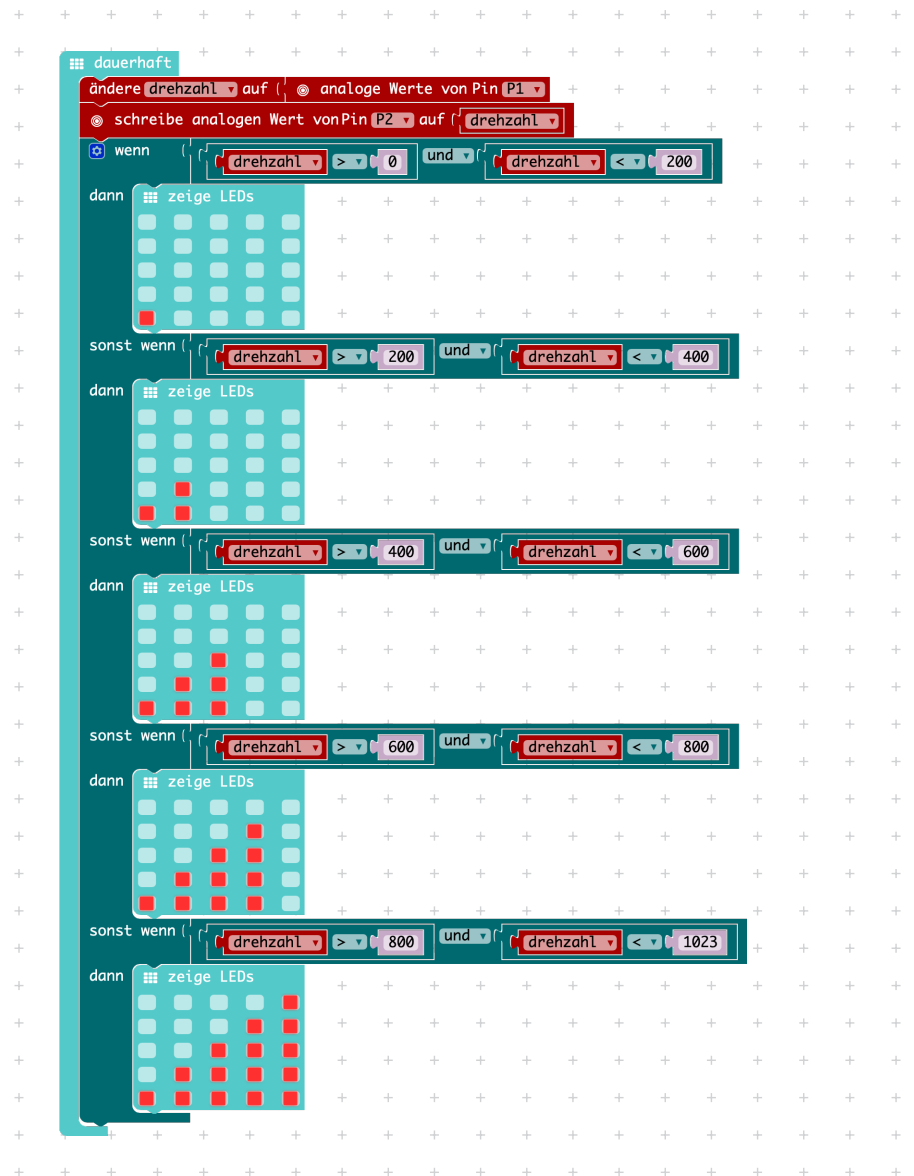 dauerhaft
ändere drehzahl auf analoge Werte von Pin P1
schreibe analogen Wert vonPin P2 auf drehzahl
wenn drehzahl > 0 und drehzahl < 200
dann zeige LEDs
sonst wenn drehzahl > 200 und drehzahl < 400
dann zeige LEDs
sonst wenn drehzahl > 400 und drehzahl < 600
dann zeige LEDs
sonst wenn drehzahl > 600 und drehzahl < 800
dann zeige LEDs
sonst wenn drehzahl > 800 und drehzahl < 1023
dann zeige LEDs